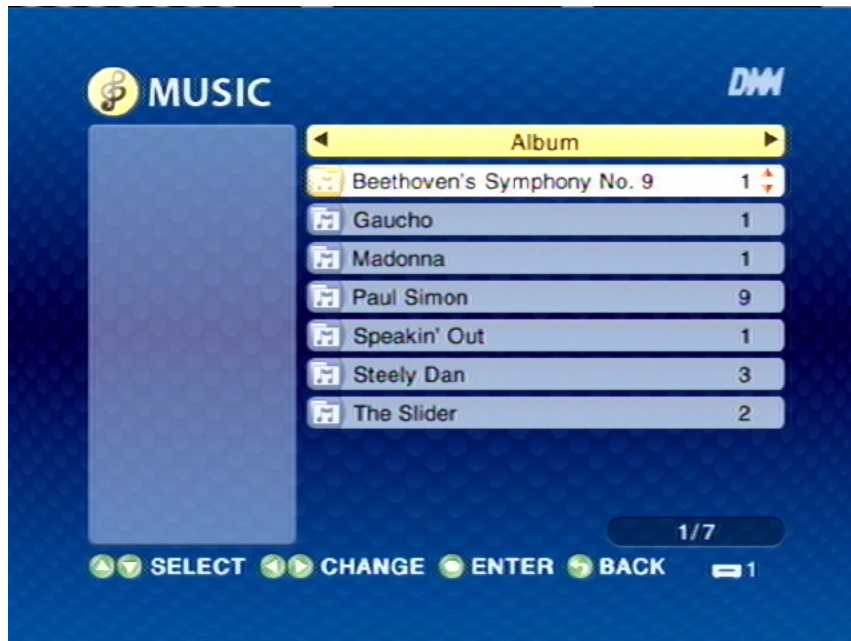 MUSIC
DMM
Album
Beethoven's Symphony No. 9 1
Gaucho 1
Madonna 1
Paul Simon 9
Speakin' Out 1
Steely Dan 3
The Slider 2
1/7
SELECT CHANGE ENTER BACK 1